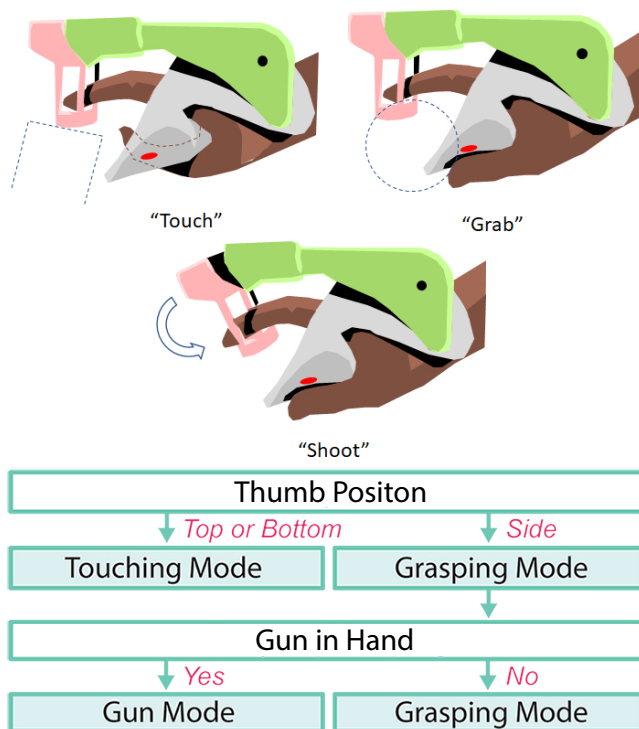 “Touch”
“Grab”
“Shoot”
Thumb Positon
Top or Bottom
Side
Touching Mode
Grasping Mode
Gun in Hand
Yes
No
Gun Mode
Grasping Mode